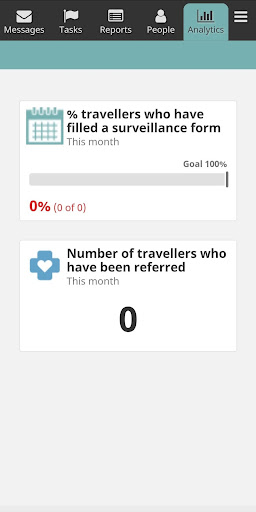 Messages Tasks Reports People Analytics
% travellers who have
filled a surveillance form
This month
Goal 100%
0% (0 of 0)
Number of travellers who
have been referred
This month
0